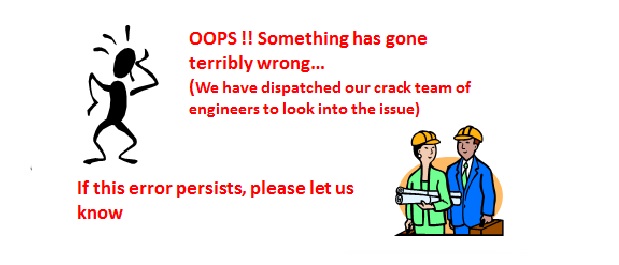 OOPS !! Something has gone
terribly wrong...
(We have dispatched our crack team of
engineers to look into the issue)
If this error persists, please let us
know